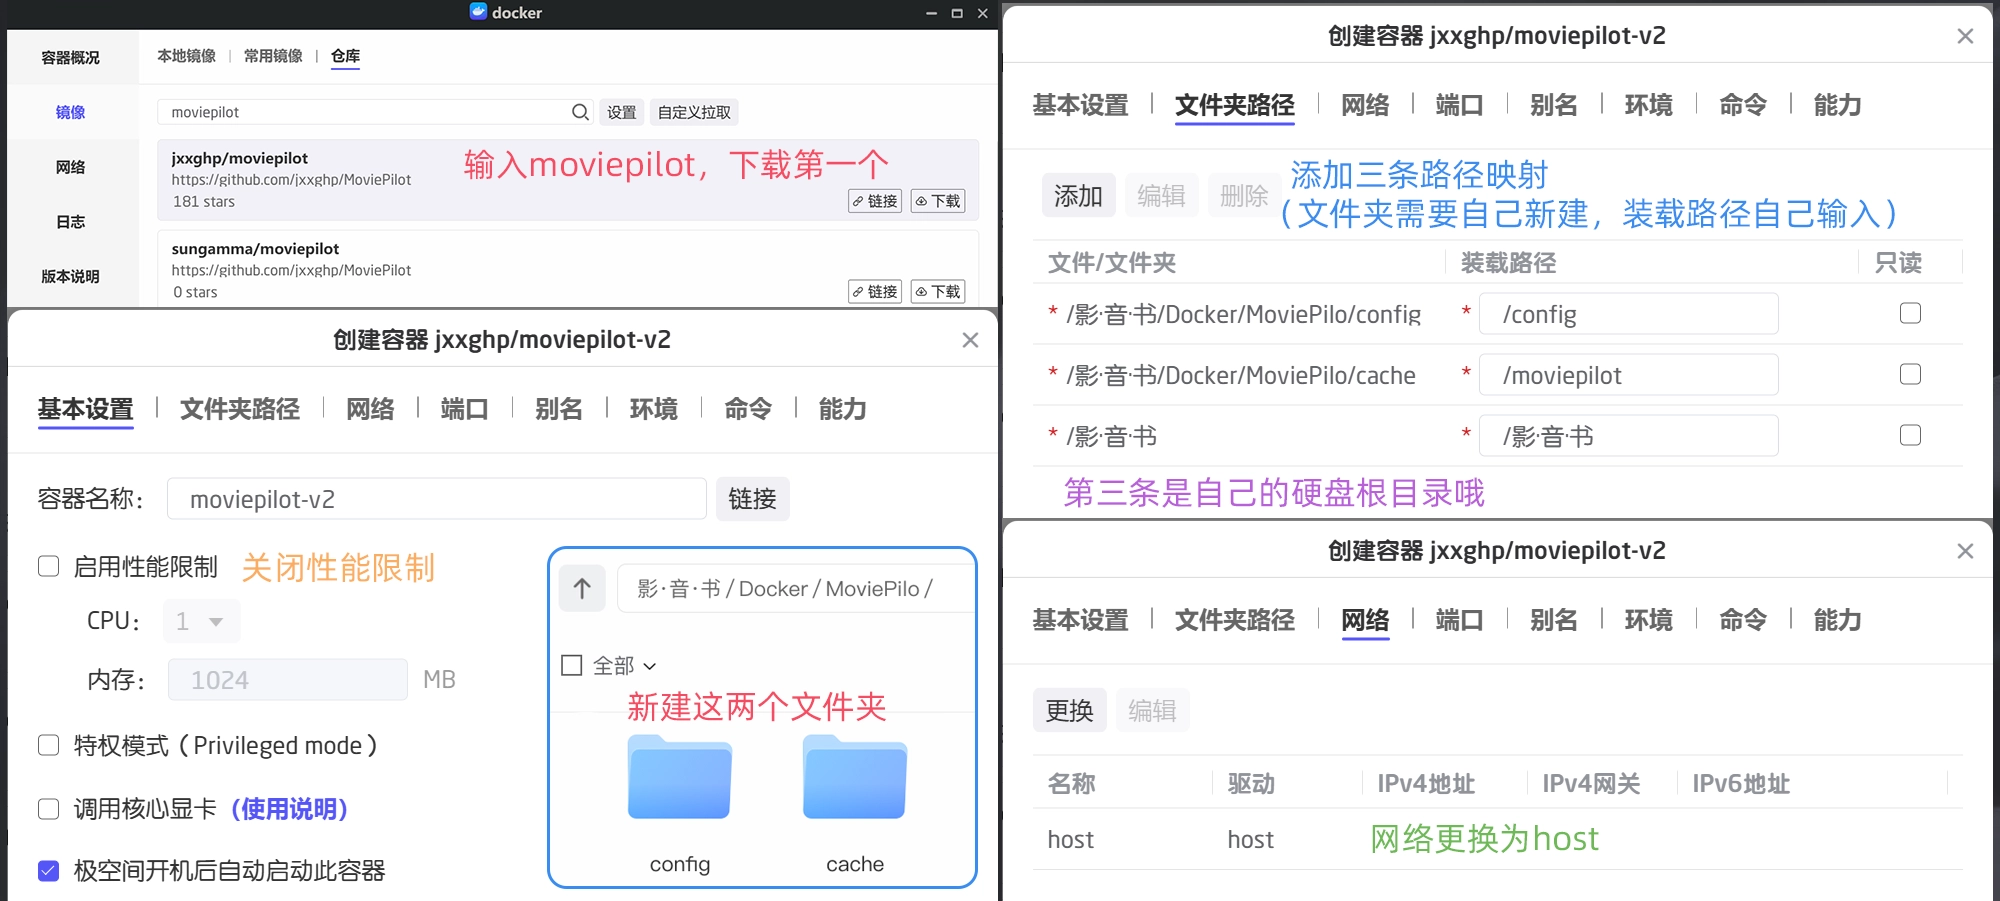 docker
容器概况
镜像
网络
日志
版本说明
本地镜像 | 常用镜像 | 仓库
moviepilot
设置
自定义拉取
jxxghp/moviepilot
https://github.com/jxxghp/MoviePilot
181 stars
链接
下载
输入moviepilot，下载第一个
sungamma/moviepilot
https://github.com/jxxghp/MoviePilot
0 stars
链接
下载
创建容器 jxxghp/moviepilot-v2
基本设置 | 文件夹路径 | 网络 | 端口 | 别名 | 环境 | 命令 | 能力
容器名称：
moviepilot-v2
链接
启用性能限制
关闭性能限制
CPU：
1
内存：
1024
MB
特权模式（Privileged mode）
调用核心显卡（使用说明）
极空间开机后自动启动此容器
影·音·书 / Docker / MoviePilo /
全部
新建这两个文件夹
config
cache
创建容器 jxxghp/moviepilot-v2
基本设置 | 文件夹路径 | 网络 | 端口 | 别名 | 环境 | 命令 | 能力
添加
编辑
删除
添加三条路径映射
（文件夹需要自己新建，装载路径自己输入）
文件/文件夹 装载路径 只读
* /影·音·书/Docker/MoviePilo/config * /config
* /影·音·书/Docker/MoviePilo/cache * /moviepilot
* /影·音·书 * /影·音·书
第三条是自己的硬盘根目录哦
创建容器 jxxghp/moviepilot-v2
基本设置 | 文件夹路径 | 网络 | 端口 | 别名 | 环境 | 命令 | 能力
更换
编辑
名称 驱动 IPv4地址 IPv4网关 IPv6地址
host host
网络更换为host